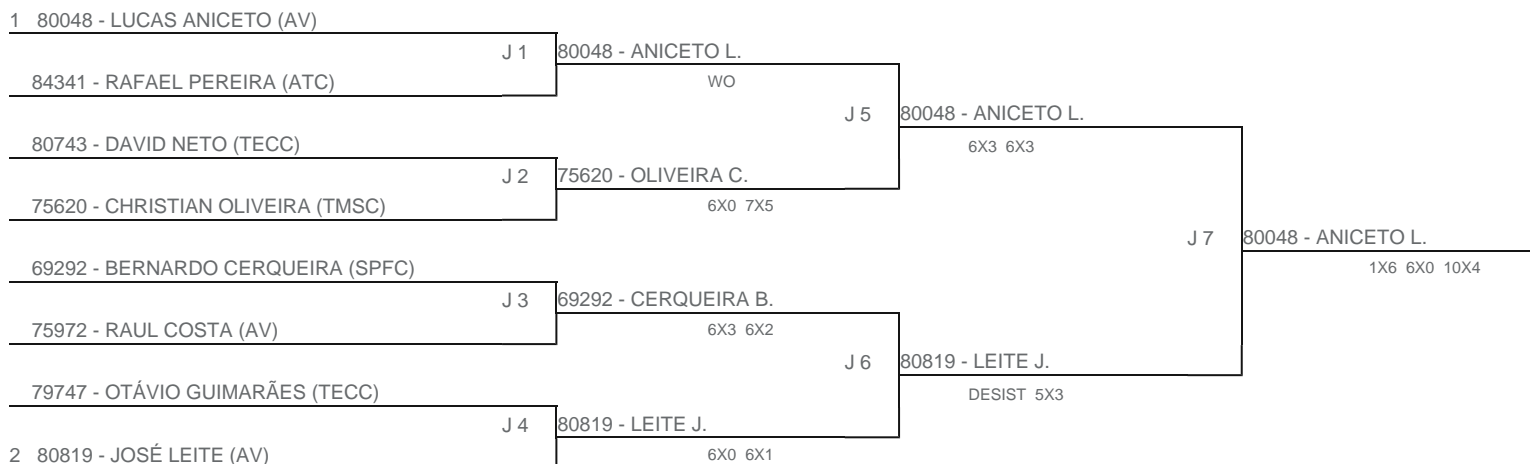 1 80048 - LUCAS ANICETO (AV)
J 1
80048 - ANICETO L.
84341 - RAFAEL PEREIRA (ATC)
WO
J 5
80048 - ANICETO L.
80743 - DAVID NETO (TECC)
6X3 6X3
J 2
75620 - OLIVEIRA C.
75620 - CHRISTIAN OLIVEIRA (TMSC)
6X0 7X5
J 7
80048 - ANICETO L.
69292 - BERNARDO CERQUEIRA (SPFC)
1X6 6X0 10X4
J 3
69292 - CERQUEIRA B.
75972 - RAUL COSTA (AV)
6X3 6X2
J 6
80819 - LEITE J.
79747 - OTÁVIO GUIMARÃES (TECC)
DESIST 5X3
J 4
80819 - LEITE J.
2 80819 - JOSÉ LEITE (AV)
6X0 6X1